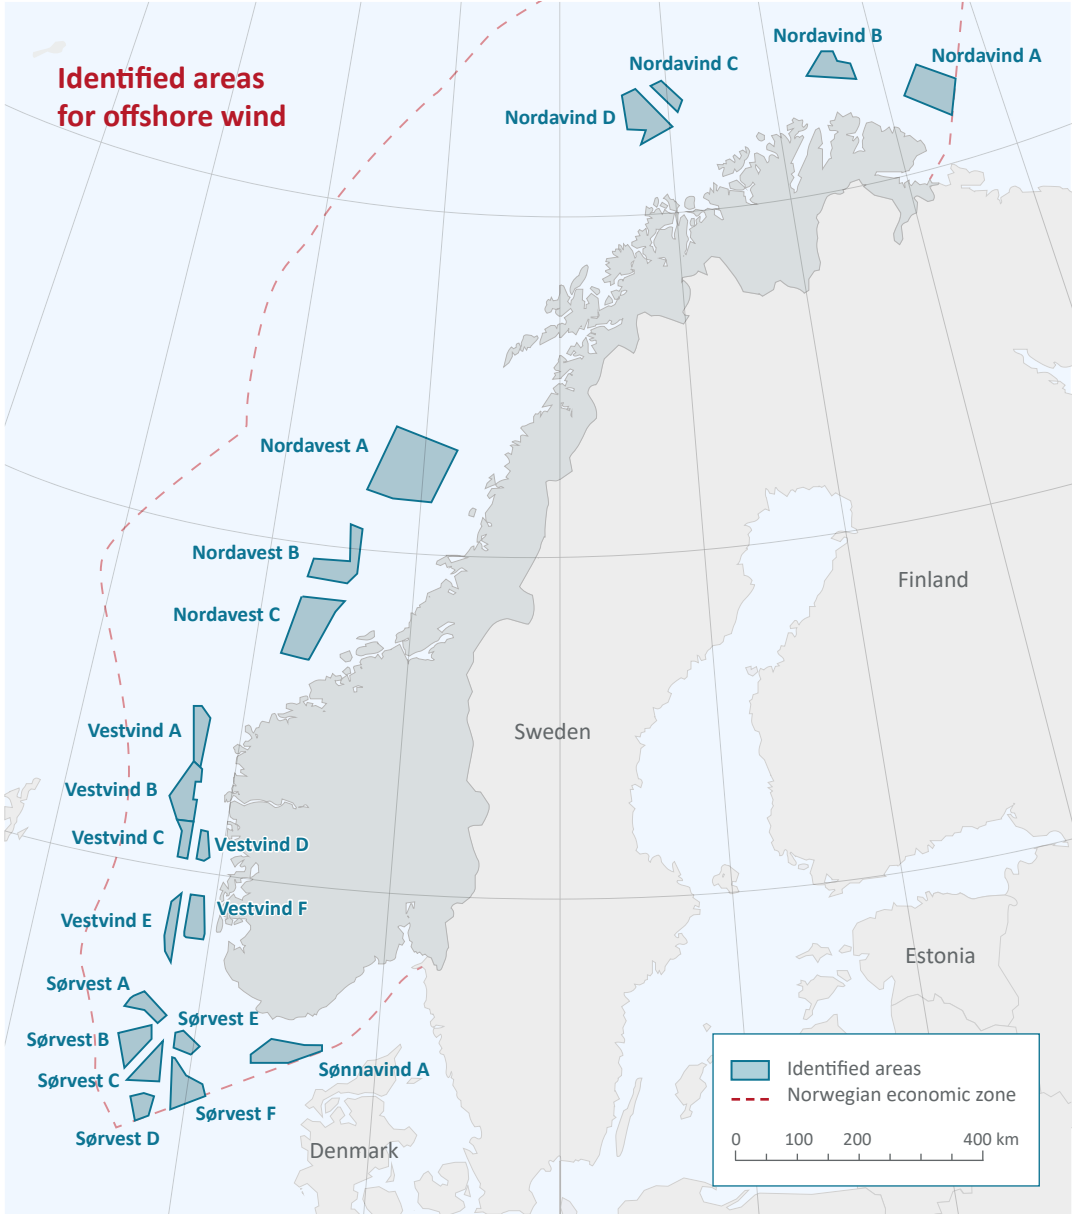 Identified areas
for offshore wind
Nordavind B
Nordavind A
Nordavind C
Nordavind D
Nordavest A
Nordavest B
Nordavest C
Finland
Sweden
Vestvind A
Vestvind B
Vestvind C
Vestvind D
Vestvind E
Vestvind F
Estonia
Sørvest A
Sørvest E
Sørvest B
Sønnavind A
Sørvest C
Sørvest F
Sørvest D
Denmark
Identified areas
Norwegian economic zone
0 100 200 400 km